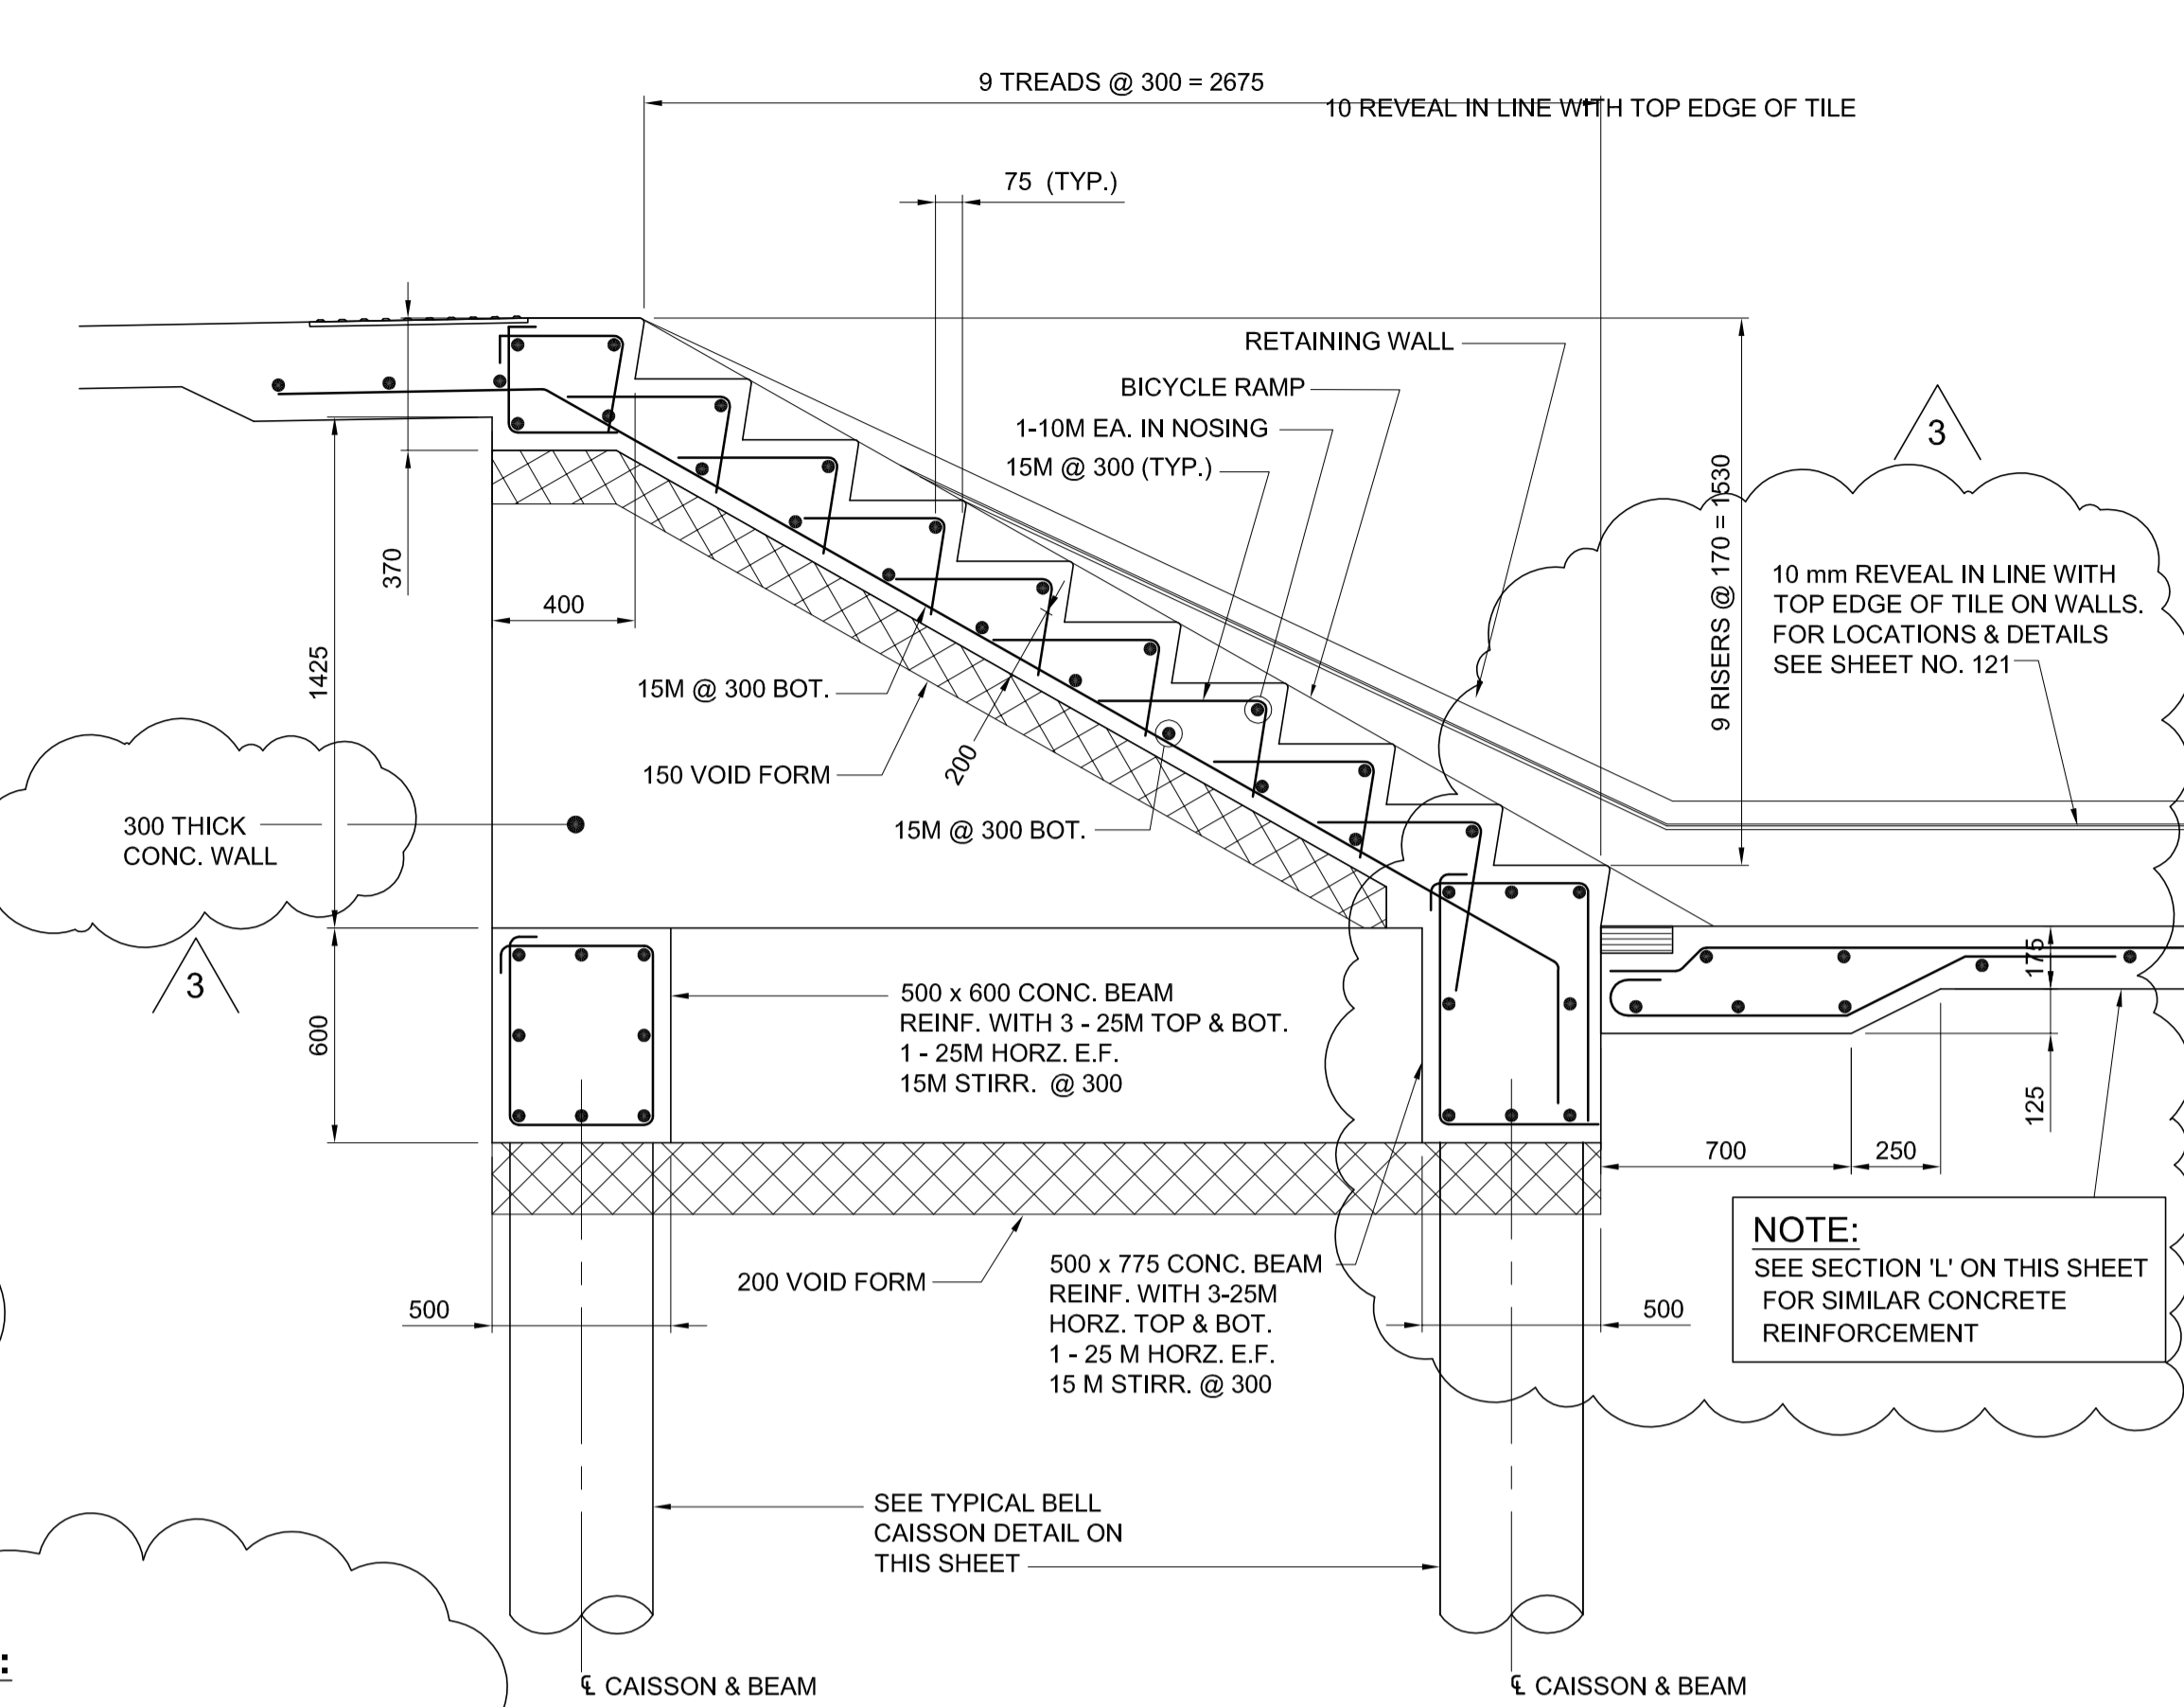 9 TREADS @ 300 = 2675
10 REVEAL IN LINE WITH TOP EDGE OF TILE
75 (TYP.)
RETAINING WALL
BICYCLE RAMP
1-10M EA. IN NOSING
15M @ 300 (TYP.)
3
9 RISERS @ 170 = 1530
10 mm REVEAL IN LINE WITH
TOP EDGE OF TILE ON WALLS.
FOR LOCATIONS & DETAILS
SEE SHEET NO. 121
370
400
1425
15M @ 300 BOT.
200
150 VOID FORM
15M @ 300 BOT.
300 THICK
CONC. WALL
3
600
500 x 600 CONC. BEAM
REINF. WITH 3 - 25M TOP & BOT.
1 - 25M HORZ. E.F.
15M STIRR. @ 300
175
125
700
250
NOTE:
SEE SECTION 'L' ON THIS SHEET
FOR SIMILAR CONCRETE
REINFORCEMENT
200 VOID FORM
500 x 775 CONC. BEAM
REINF. WITH 3-25M
HORZ. TOP & BOT.
1 - 25 M HORZ. E.F.
15 M STIRR. @ 300
500
500
SEE TYPICAL BELL
CAISSON DETAIL ON
THIS SHEET
:
℄ CAISSON & BEAM
℄ CAISSON & BEAM